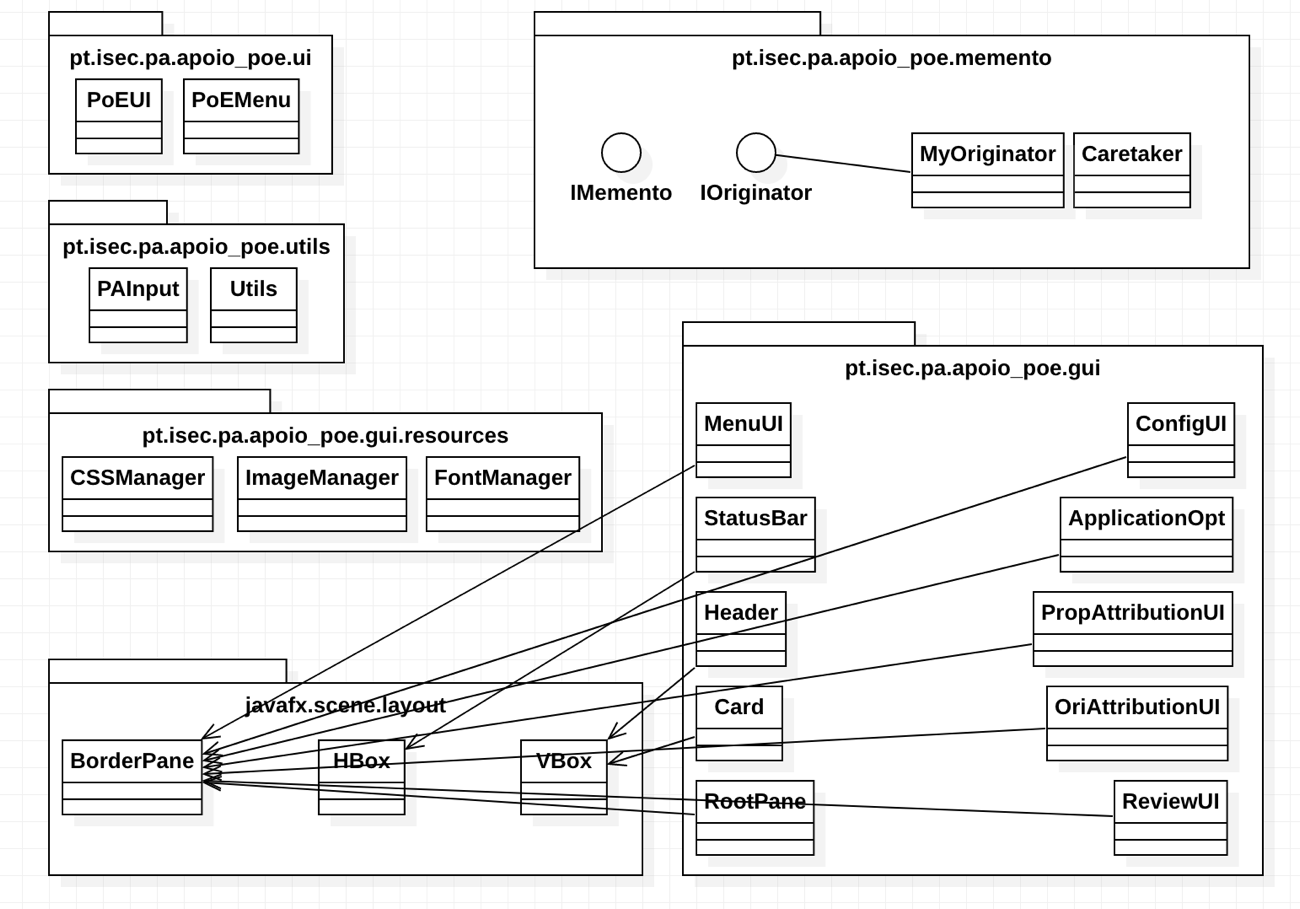 pt.isec.pa.apoio_poe.ui
PoEUI
PoEMenu
pt.isec.pa.apoio_poe.memento
IMemento
IOriginator
MyOriginator
Caretaker
pt.isec.pa.apoio_poe.utils
PAInput
Utils
pt.isec.pa.apoio_poe.gui.resources
CSSManager
ImageManager
FontManager
pt.isec.pa.apoio_poe.gui
MenuUI
ConfigUI
StatusBar
ApplicationOpt
Header
PropAttributionUI
Card
OriAttributionUI
RootPane
ReviewUI
javafx.scene.layout
BorderPane
HBox
VBox